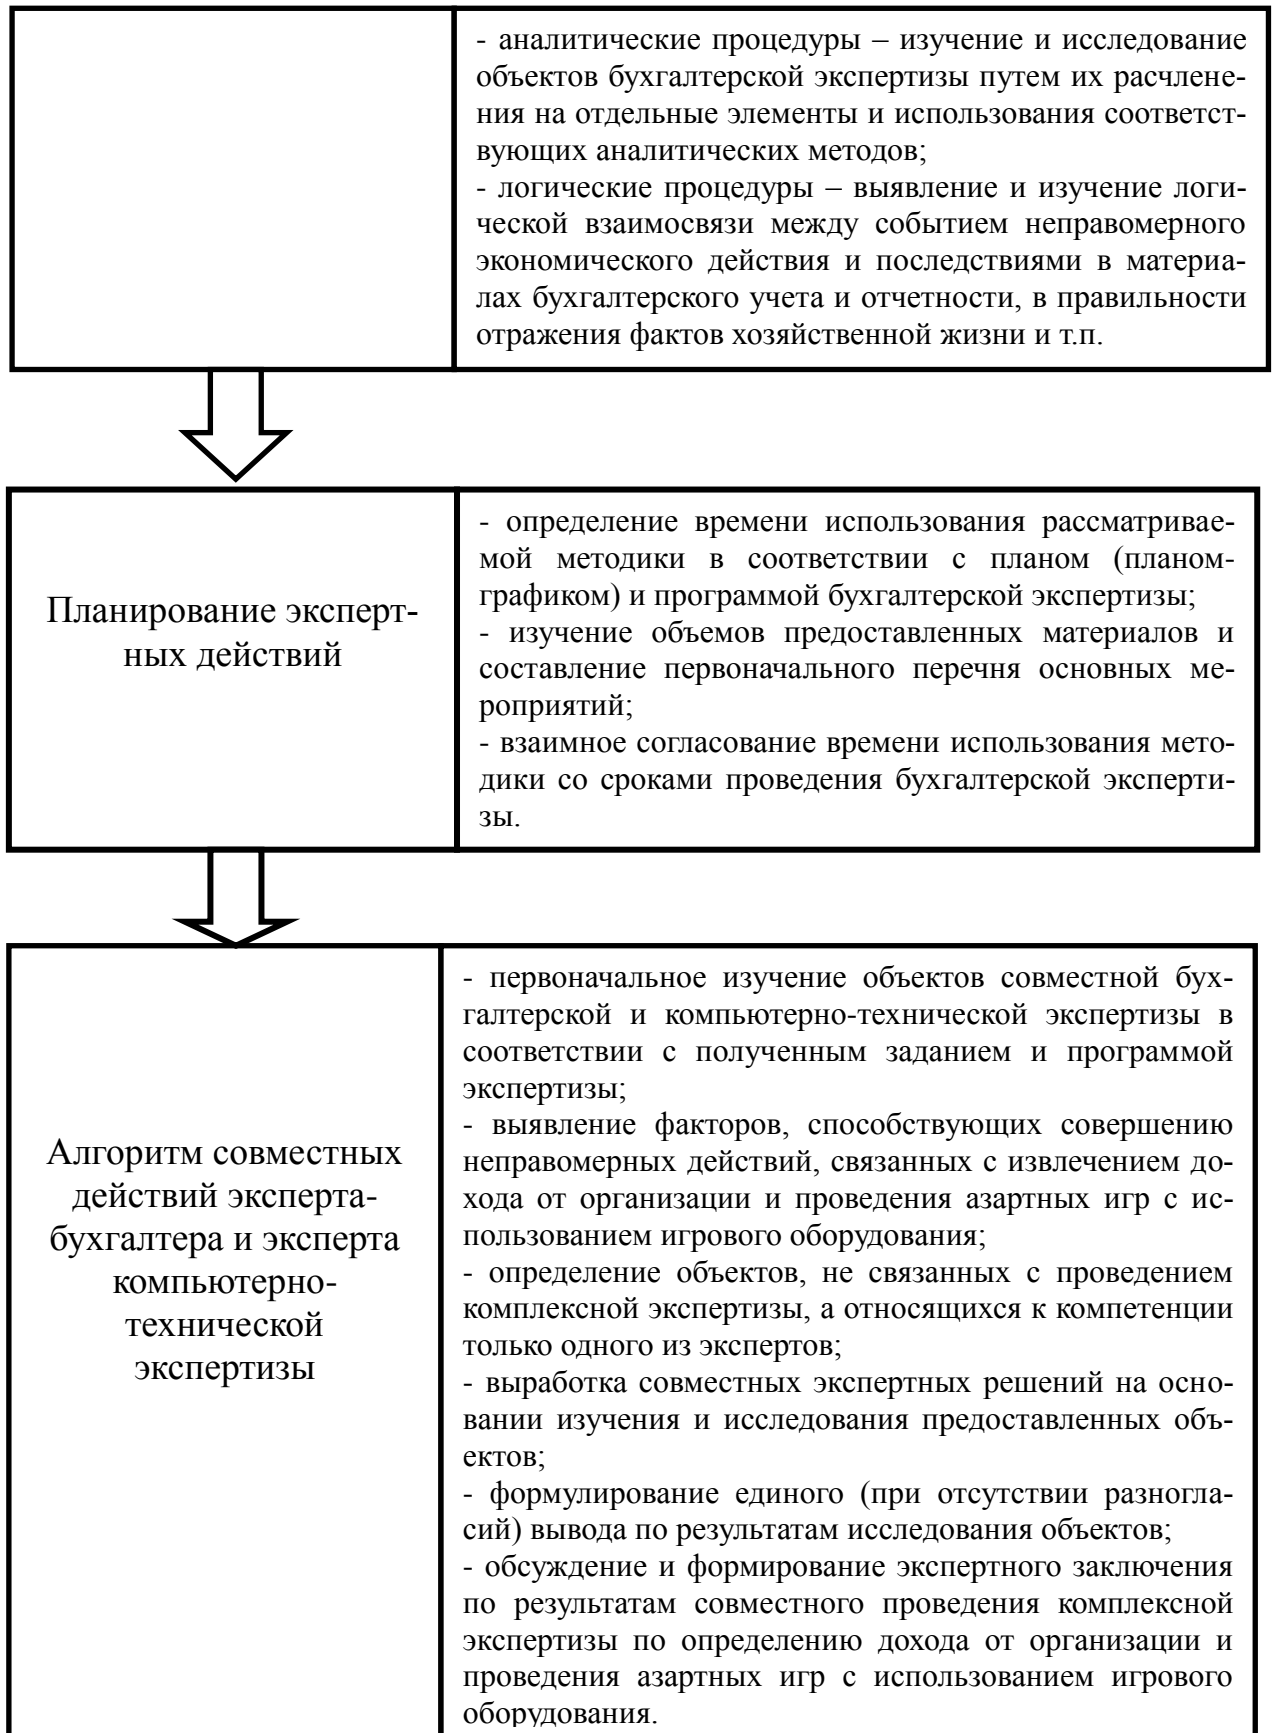 - аналитические процедуры – изучение и исследование
объектов бухгалтерской экспертизы путем их расчлене-
ния на отдельные элементы и использования соответст-
вующих аналитических методов;
- логические процедуры – выявление и изучение логи-
ческой взаимосвязи между событием неправомерного
экономического действия и последствиями в материа-
лах бухгалтерского учета и отчетности, в правильности
отражения фактов хозяйственной жизни и т.п.
Планирование эксперт-
ных действий
- определение времени использования рассматривае-
мой методики в соответствии с планом (планом-
графиком) и программой бухгалтерской экспертизы;
- изучение объемов предоставленных материалов и
составление первоначального перечня основных ме-
роприятий;
- взаимное согласование времени использования мето-
дики со сроками проведения бухгалтерской эксперти-
зы.
Алгоритм совместных
действий эксперта-
бухгалтера и эксперта
компьютерно-
технической
экспертизы
- первоначальное изучение объектов совместной бух-
галтерской и компьютерно-технической экспертизы в
соответствии с полученным заданием и программой
экспертизы;
- выявление факторов, способствующих совершению
неправомерных действий, связанных с извлечением до-
хода от организации и проведения азартных игр с ис-
пользованием игрового оборудования;
- определение объектов, не связанных с проведением
комплексной экспертизы, а относящихся к компетенции
только одного из экспертов;
- выработка совместных экспертных решений на осно-
вании изучения и исследования предоставленных объ-
ектов;
- формулирование единого (при отсутствии разногла-
сий) вывода по результатам исследования объектов;
- обсуждение и формирование экспертного заключения
по результатам совместного проведения комплексной
экспертизы по определению дохода от организации и
проведения азартных игр с использованием игрового
оборудования.